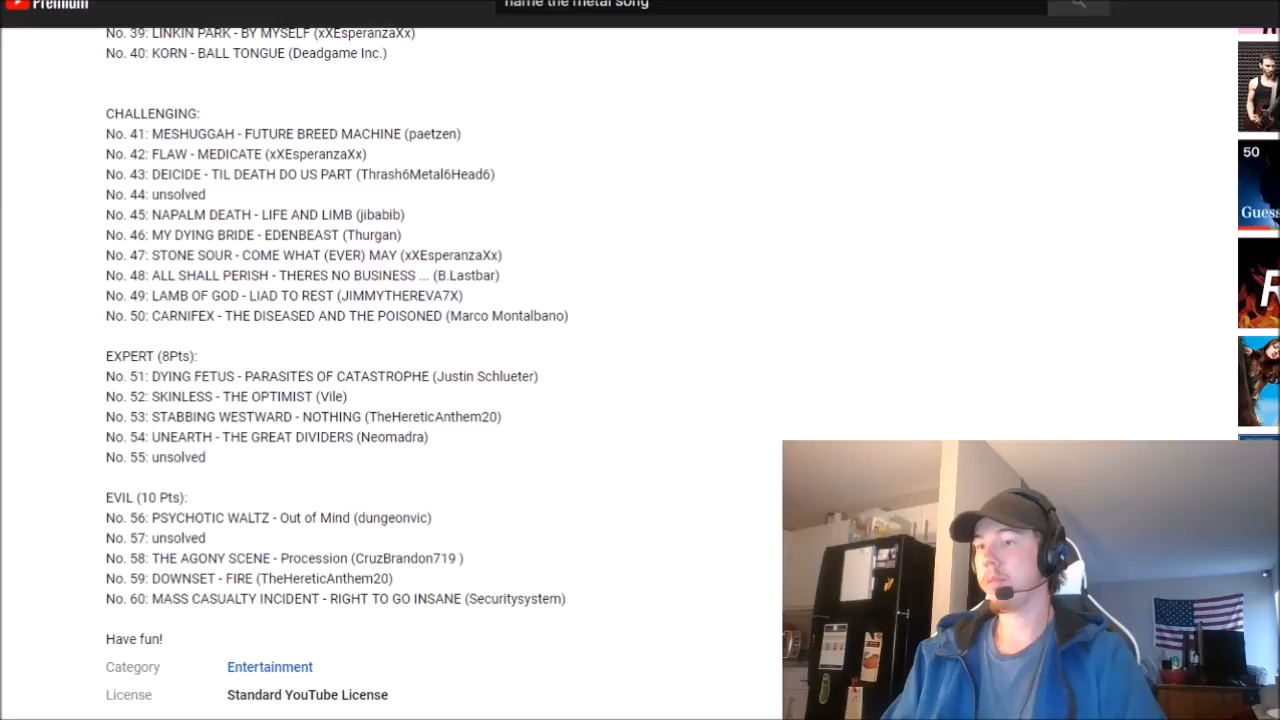 Premium
name the metal song
No. 39: LINKIN PARK - BY MYSELF (xXEsperanzaXx)
No. 40: KORN - BALL TONGUE (Deadgame Inc.)
CHALLENGING:
No. 41: MESHUGGAH - FUTURE BREED MACHINE (paetzen)
No. 42: FLAW - MEDICATE (xXEsperanzaXx)
No. 43: DEICIDE - TIL DEATH DO US PART (Thrash6Metal6Head6)
No. 44: unsolved
No. 45: NAPALM DEATH - LIFE AND LIMB (jibabib)
No. 46: MY DYING BRIDE - EDENBEAST (Thurgan)
No. 47: STONE SOUR - COME WHAT (EVER) MAY (xXEsperanzaXx)
No. 48: ALL SHALL PERISH - THERES NO BUSINESS ... (B.Lastbar)
No. 49: LAMB OF GOD - LIAD TO REST (JIMMYTHEREVA7X)
No. 50: CARNIFEX - THE DISEASED AND THE POISONED (Marco Montalbano)
50
Guess
EXPERT (8Pts):
No. 51: DYING FETUS - PARASITES OF CATASTROPHE (Justin Schlueter)
No. 52: SKINLESS - THE OPTIMIST (Vile)
No. 53: STABBING WESTWARD - NOTHING (TheHereticAnthem20)
No. 54: UNEARTH - THE GREAT DIVIDERS (Neomadra)
No. 55: unsolved
EVIL (10 Pts):
No. 56: PSYCHOTIC WALTZ - Out of Mind (dungeonvic)
No. 57: unsolved
No. 58: THE AGONY SCENE - Procession (CruzBrandon719 )
No. 59: DOWNSET - FIRE (TheHereticAnthem20)
No. 60: MASS CASUALTY INCIDENT - RIGHT TO GO INSANE (Securitysystem)
Have fun!
Category Entertainment
License Standard YouTube License